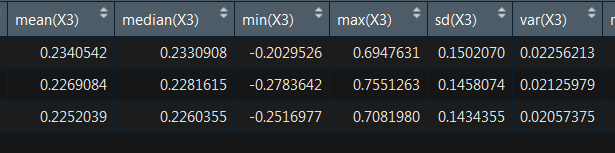 mean(X3) median(X3) min(X3) max(X3) sd(X3) var(X3)
0.2340542 0.2330908 -0.2029526 0.6947631 0.1502070 0.02256213
0.2269084 0.2281615 -0.2783642 0.7551263 0.1458074 0.02125979
0.2252039 0.2260355 -0.2516977 0.7081980 0.1434355 0.02057375